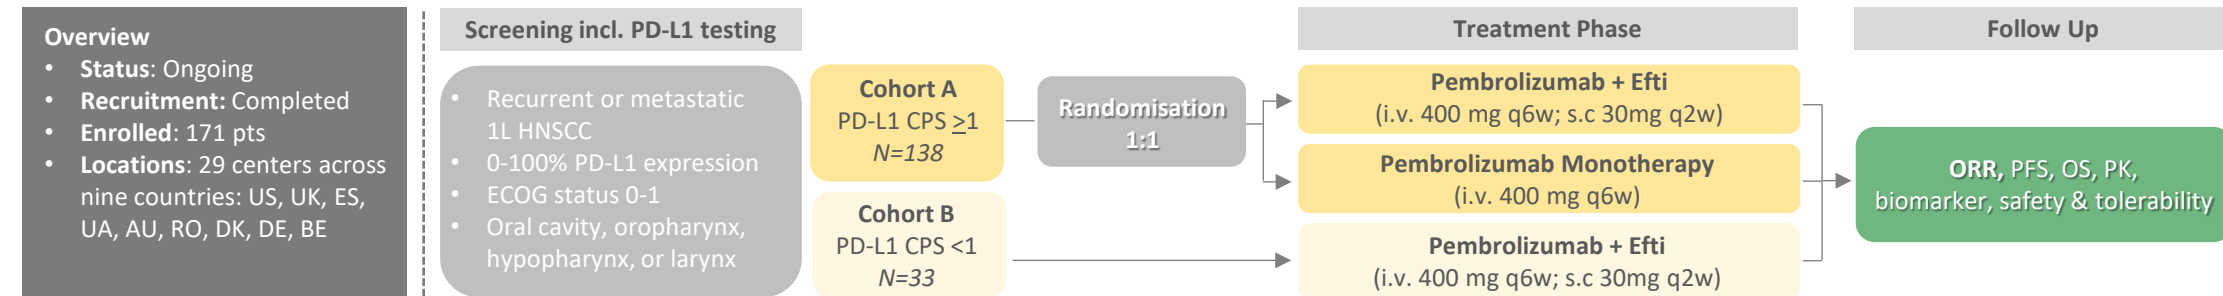 Overview
• Status: Ongoing
• Recruitment: Completed
• Enrolled: 171 pts
• Locations: 29 centers across
nine countries: US, UK, ES,
UA, AU, RO, DK, DE, BE
Screening incl. PD-L1 testing
• Recurrent or metastatic
1L HNSCC
• 0-100% PD-L1 expression
• ECOG status 0-1
• Oral cavity, oropharynx,
hypopharynx, or larynx
Cohort A
PD-L1 CPS ≥1
N=138
Cohort B
PD-L1 CPS <1
N=33
Randomisation
1:1
Treatment Phase
Pembrolizumab + Efti
(i.v. 400 mg q6w; s.c 30mg q2w)
Pembrolizumab Monotherapy
(i.v. 400 mg q6w)
Pembrolizumab + Efti
(i.v. 400 mg q6w; s.c 30mg q2w)
Follow Up
ORR, PFS, OS, PK,
biomarker, safety & tolerability